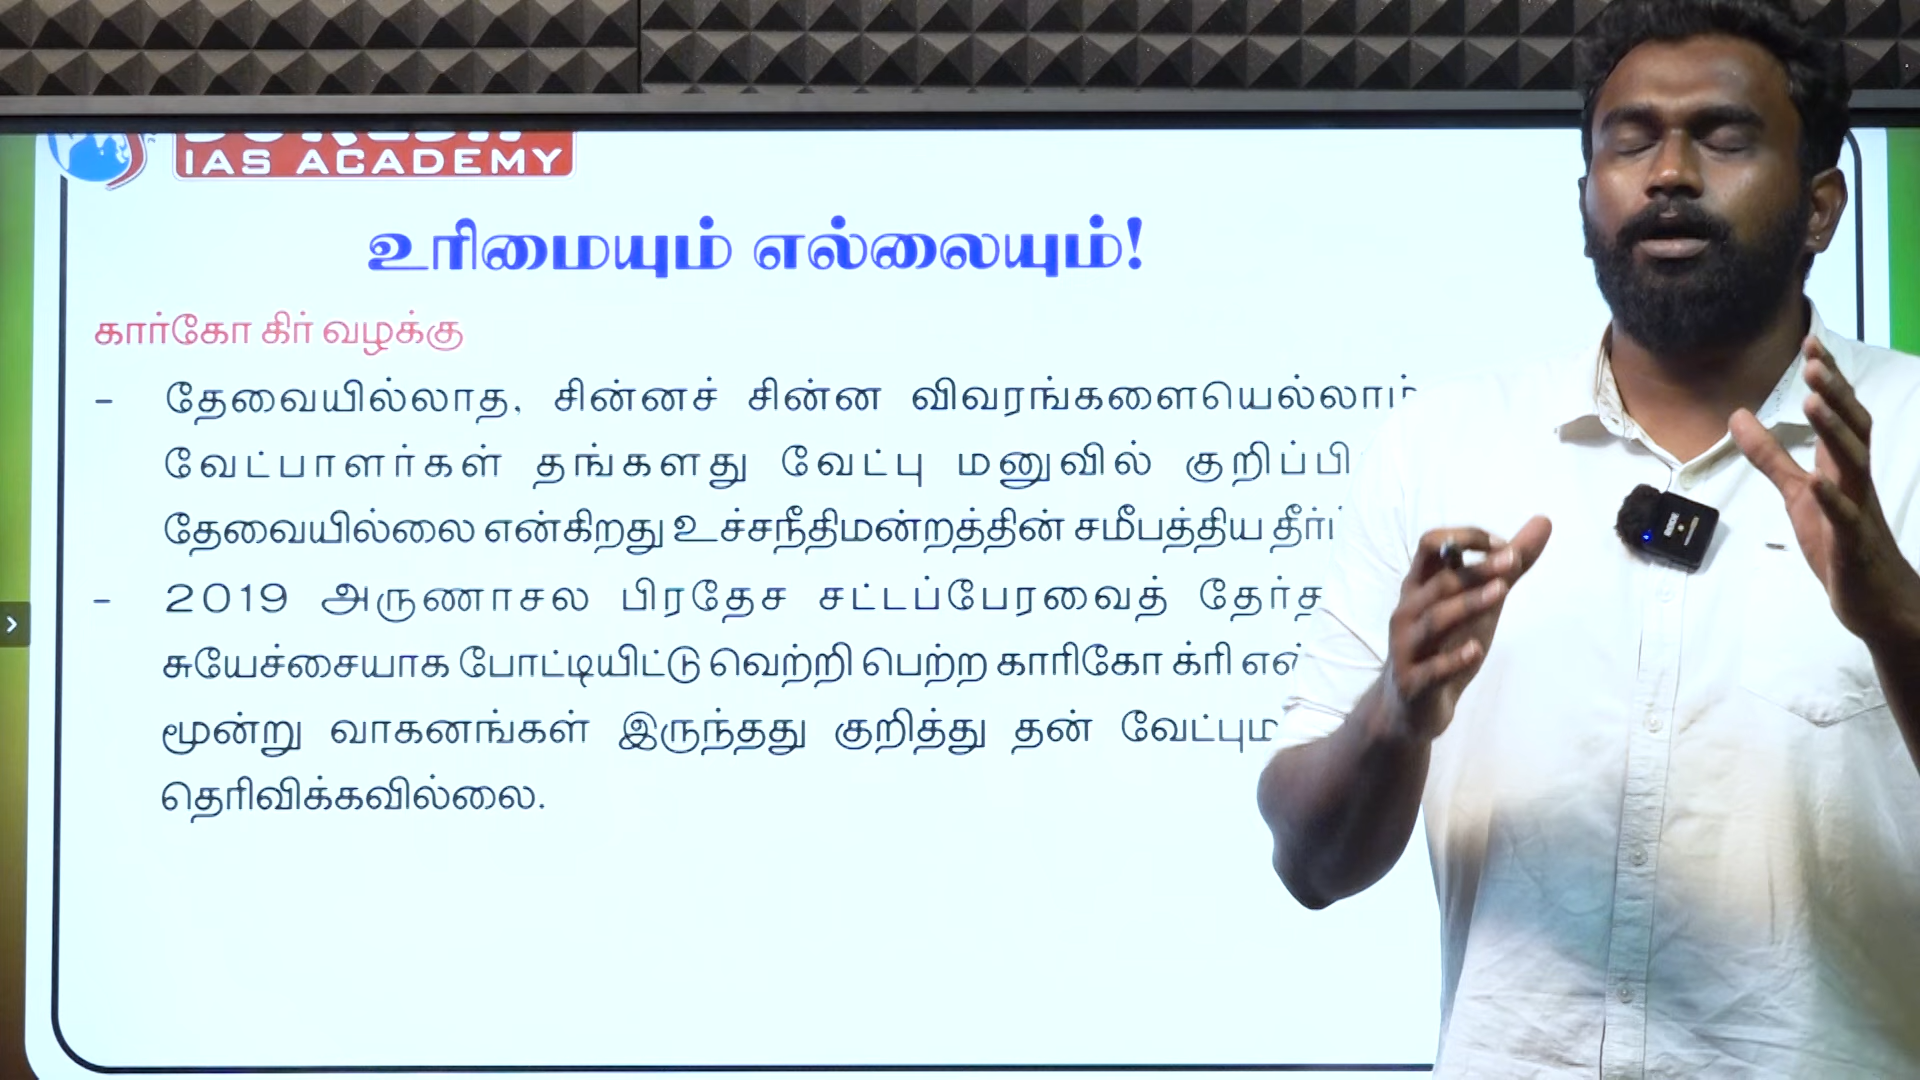 IAS ACADEMY
உரிமையும் எல்லையும்!
கார்கோ கிர் வழக்கு
- தேவையில்லாத, சின்னச் சின்ன விவரங்களையெல்லாம்
வேட்பாளர்கள் தங்களது வேட்பு மனுவில்
தேவையில்லை என்கிறது உச்சநீதிமன்றத்தின் சமீபத்திய
- 2019 அருணாசல பிரதேச சட்டப்பேரவைத்
சுயேச்சையாக போட்டியிட்டு வெற்றி பெற்ற காரிகோ க்ரி
மூன்று வாகனங்கள் இருந்தது குறித்து தன்
தெரிவிக்கவில்லை.